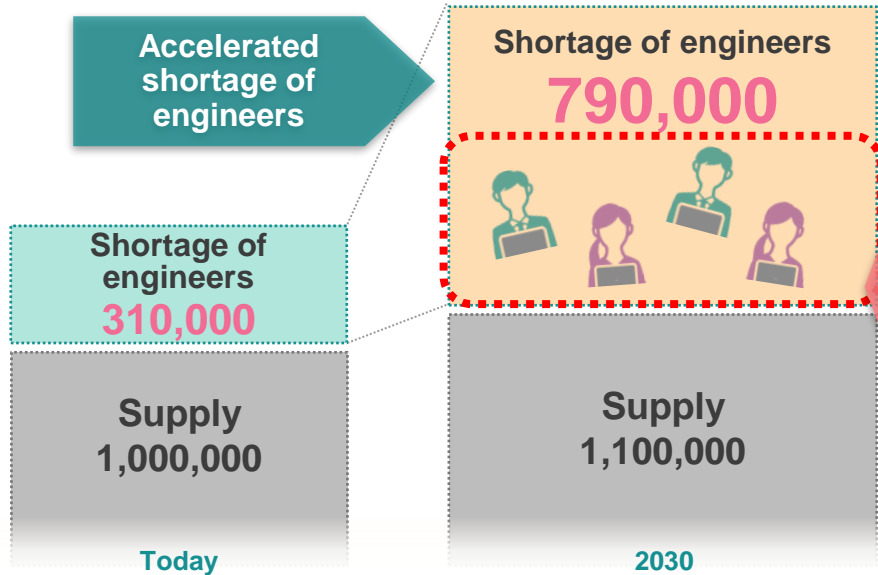 Accelerated
shortage of
engineers
Shortage of engineers
790,000
Shortage of
engineers
310,000
Supply
1,000,000
Supply
1,100,000
Today
2030